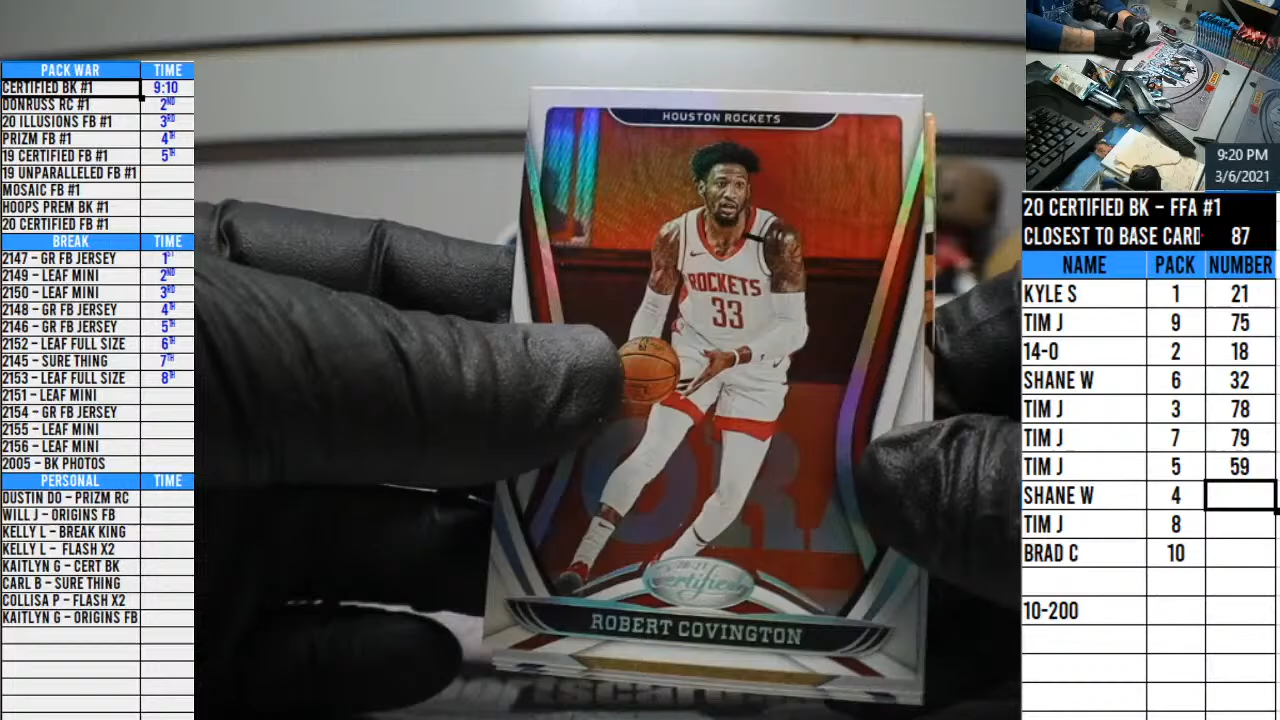 PACK WAR TIME
CERTIFIED BK #1 9:10
DONRUSS RC #1 2ND
20 ILLUSIONS FB #1 3RD
PRIZM FB #1 4TH
19 CERTIFIED FB #1 5TH
19 UNPARALLELED FB #1
MOSAIC FB #1
HOOPS PREM BK #1
20 CERTIFIED FB #1
BREAK TIME
2147 – GR FB JERSEY 1ST
2149 – LEAF MINI 2ND
2150 – LEAF MINI 3RD
2148 – GR FB JERSEY 4TH
2146 – GR FB JERSEY 5TH
2152 – LEAF FULL SIZE 6TH
2145 – SURE THING 7TH
2153 – LEAF FULL SIZE 8TH
2151 – LEAF MINI
2154 – GR FB JERSEY
2155 – LEAF MINI
2156 – LEAF MINI
2005 – BK PHOTOS
PERSONAL TIME
DUSTIN DO – PRIZM RC
WILL J – ORIGINS FB
KELLY L – BREAK KING
KELLY L – FLASH X2
KAITLYN G – CERT BK
CARL B – SURE THING
COLLISA P – FLASH X2
KAITLYN G – ORIGINS FB
HOUSTON ROCKETS
ROCKETS
33
20-21
Certified
ROBERT COVINGTON
9:20 PM
3/6/2021
20 CERTIFIED BK – FFA #1
CLOSEST TO BASE CARD 87
NAME PACK NUMBER
KYLE S 1 21
TIM J 9 75
14-0 2 18
SHANE W 6 32
TIM J 3 78
TIM J 7 79
TIM J 5 59
SHANE W 4
TIM J 8
BRAD C 10
10-200